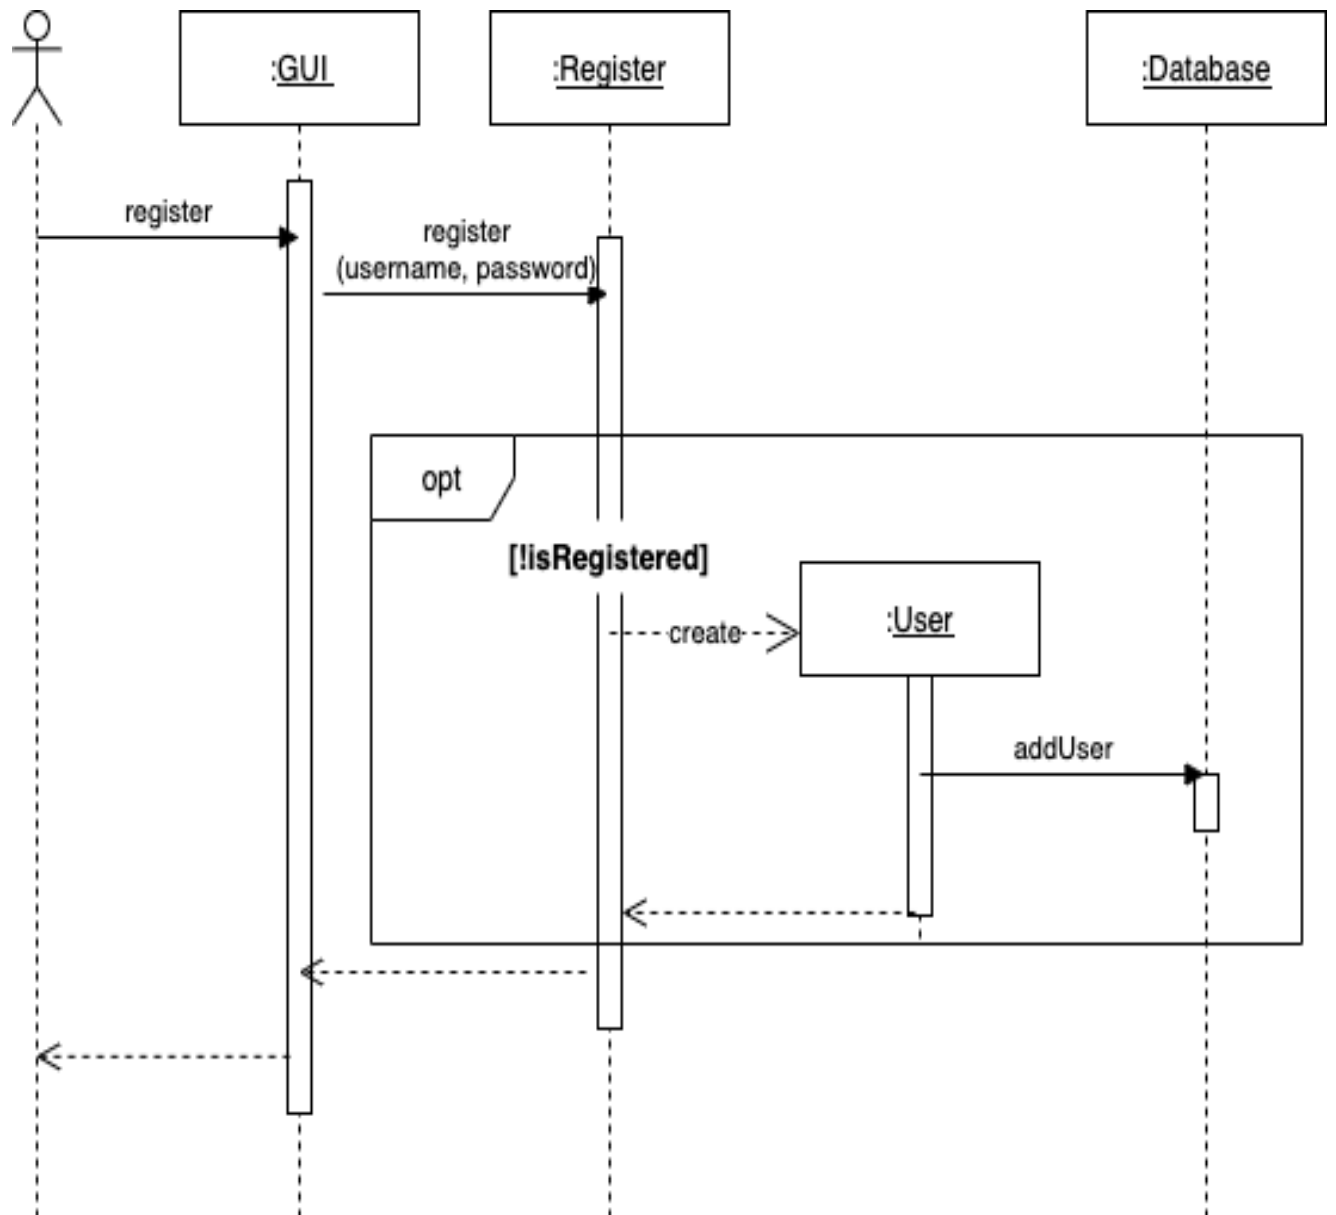 :GUI
:Register
:Database
register
register
(username, password)
opt
[!isRegistered]
create
:User
addUser